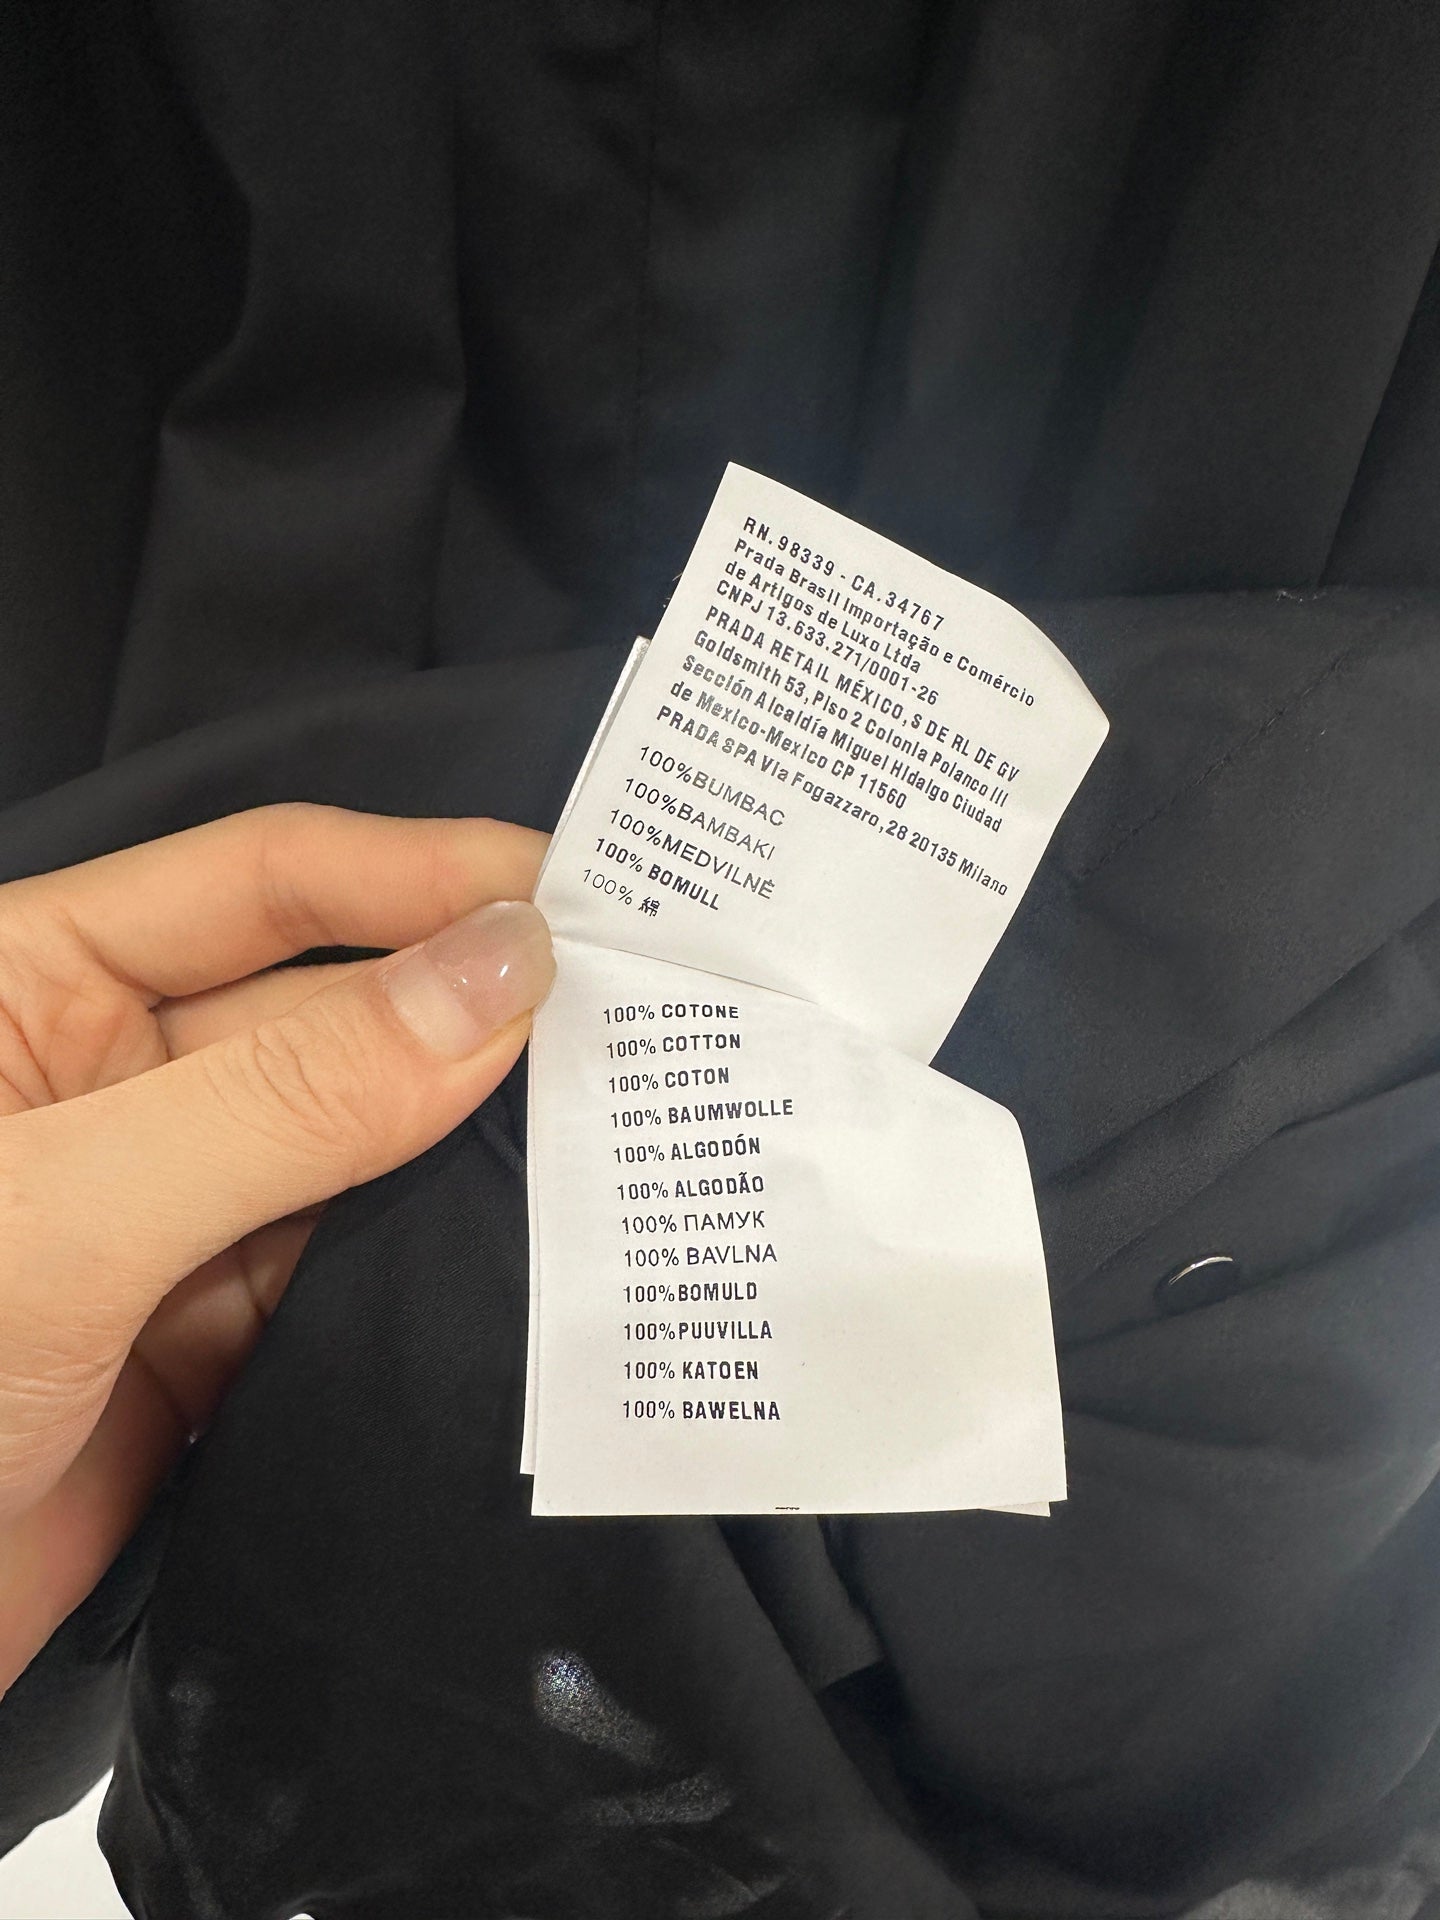 RN.98339 - CA.34767
Prada Brasil Importação e Comércio
de Artigos de Luxo Ltda
CNPJ 13.633.271/0001-26
PRADA RETAIL MÉXICO, S DE RL DE GV
Goldsmith 53, Piso 2 Colonia Polanco III
Sección Alcaldía Miguel Hidalgo Ciudad
de Mexico-Mexico CP 11560
PRADA SPA Via Fogazzaro, 28 20135 Milano
100%BUMBAC
100%BAMBAKI
100%MEDVILNĖ
100% BOMULL
100% 綿
100% COTONE
100% COTTON
100% COTON
100% BAUMWOLLE
100% ALGODÓN
100% ALGODÃO
100% ПАМУК
100% BAVLNA
100%BOMULD
100%PUUVILLA
100% KATOEN
100% BAWELNA